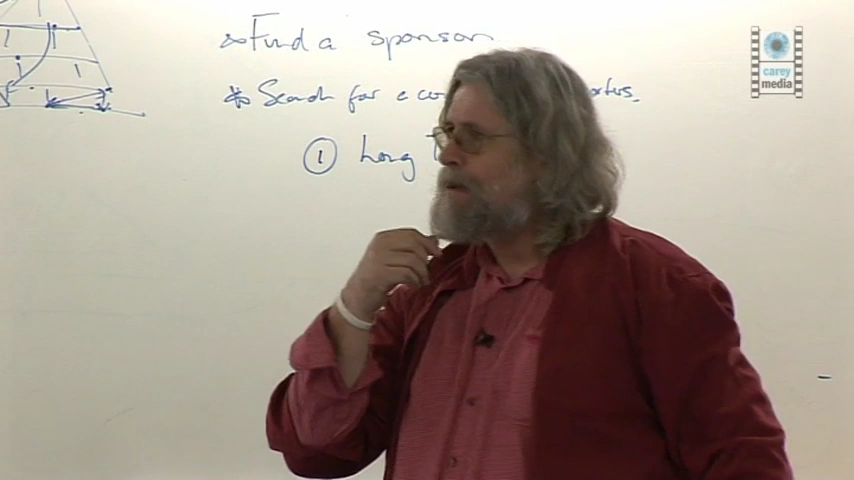 Find a sponsor
carey
media
* Search for a
① Long